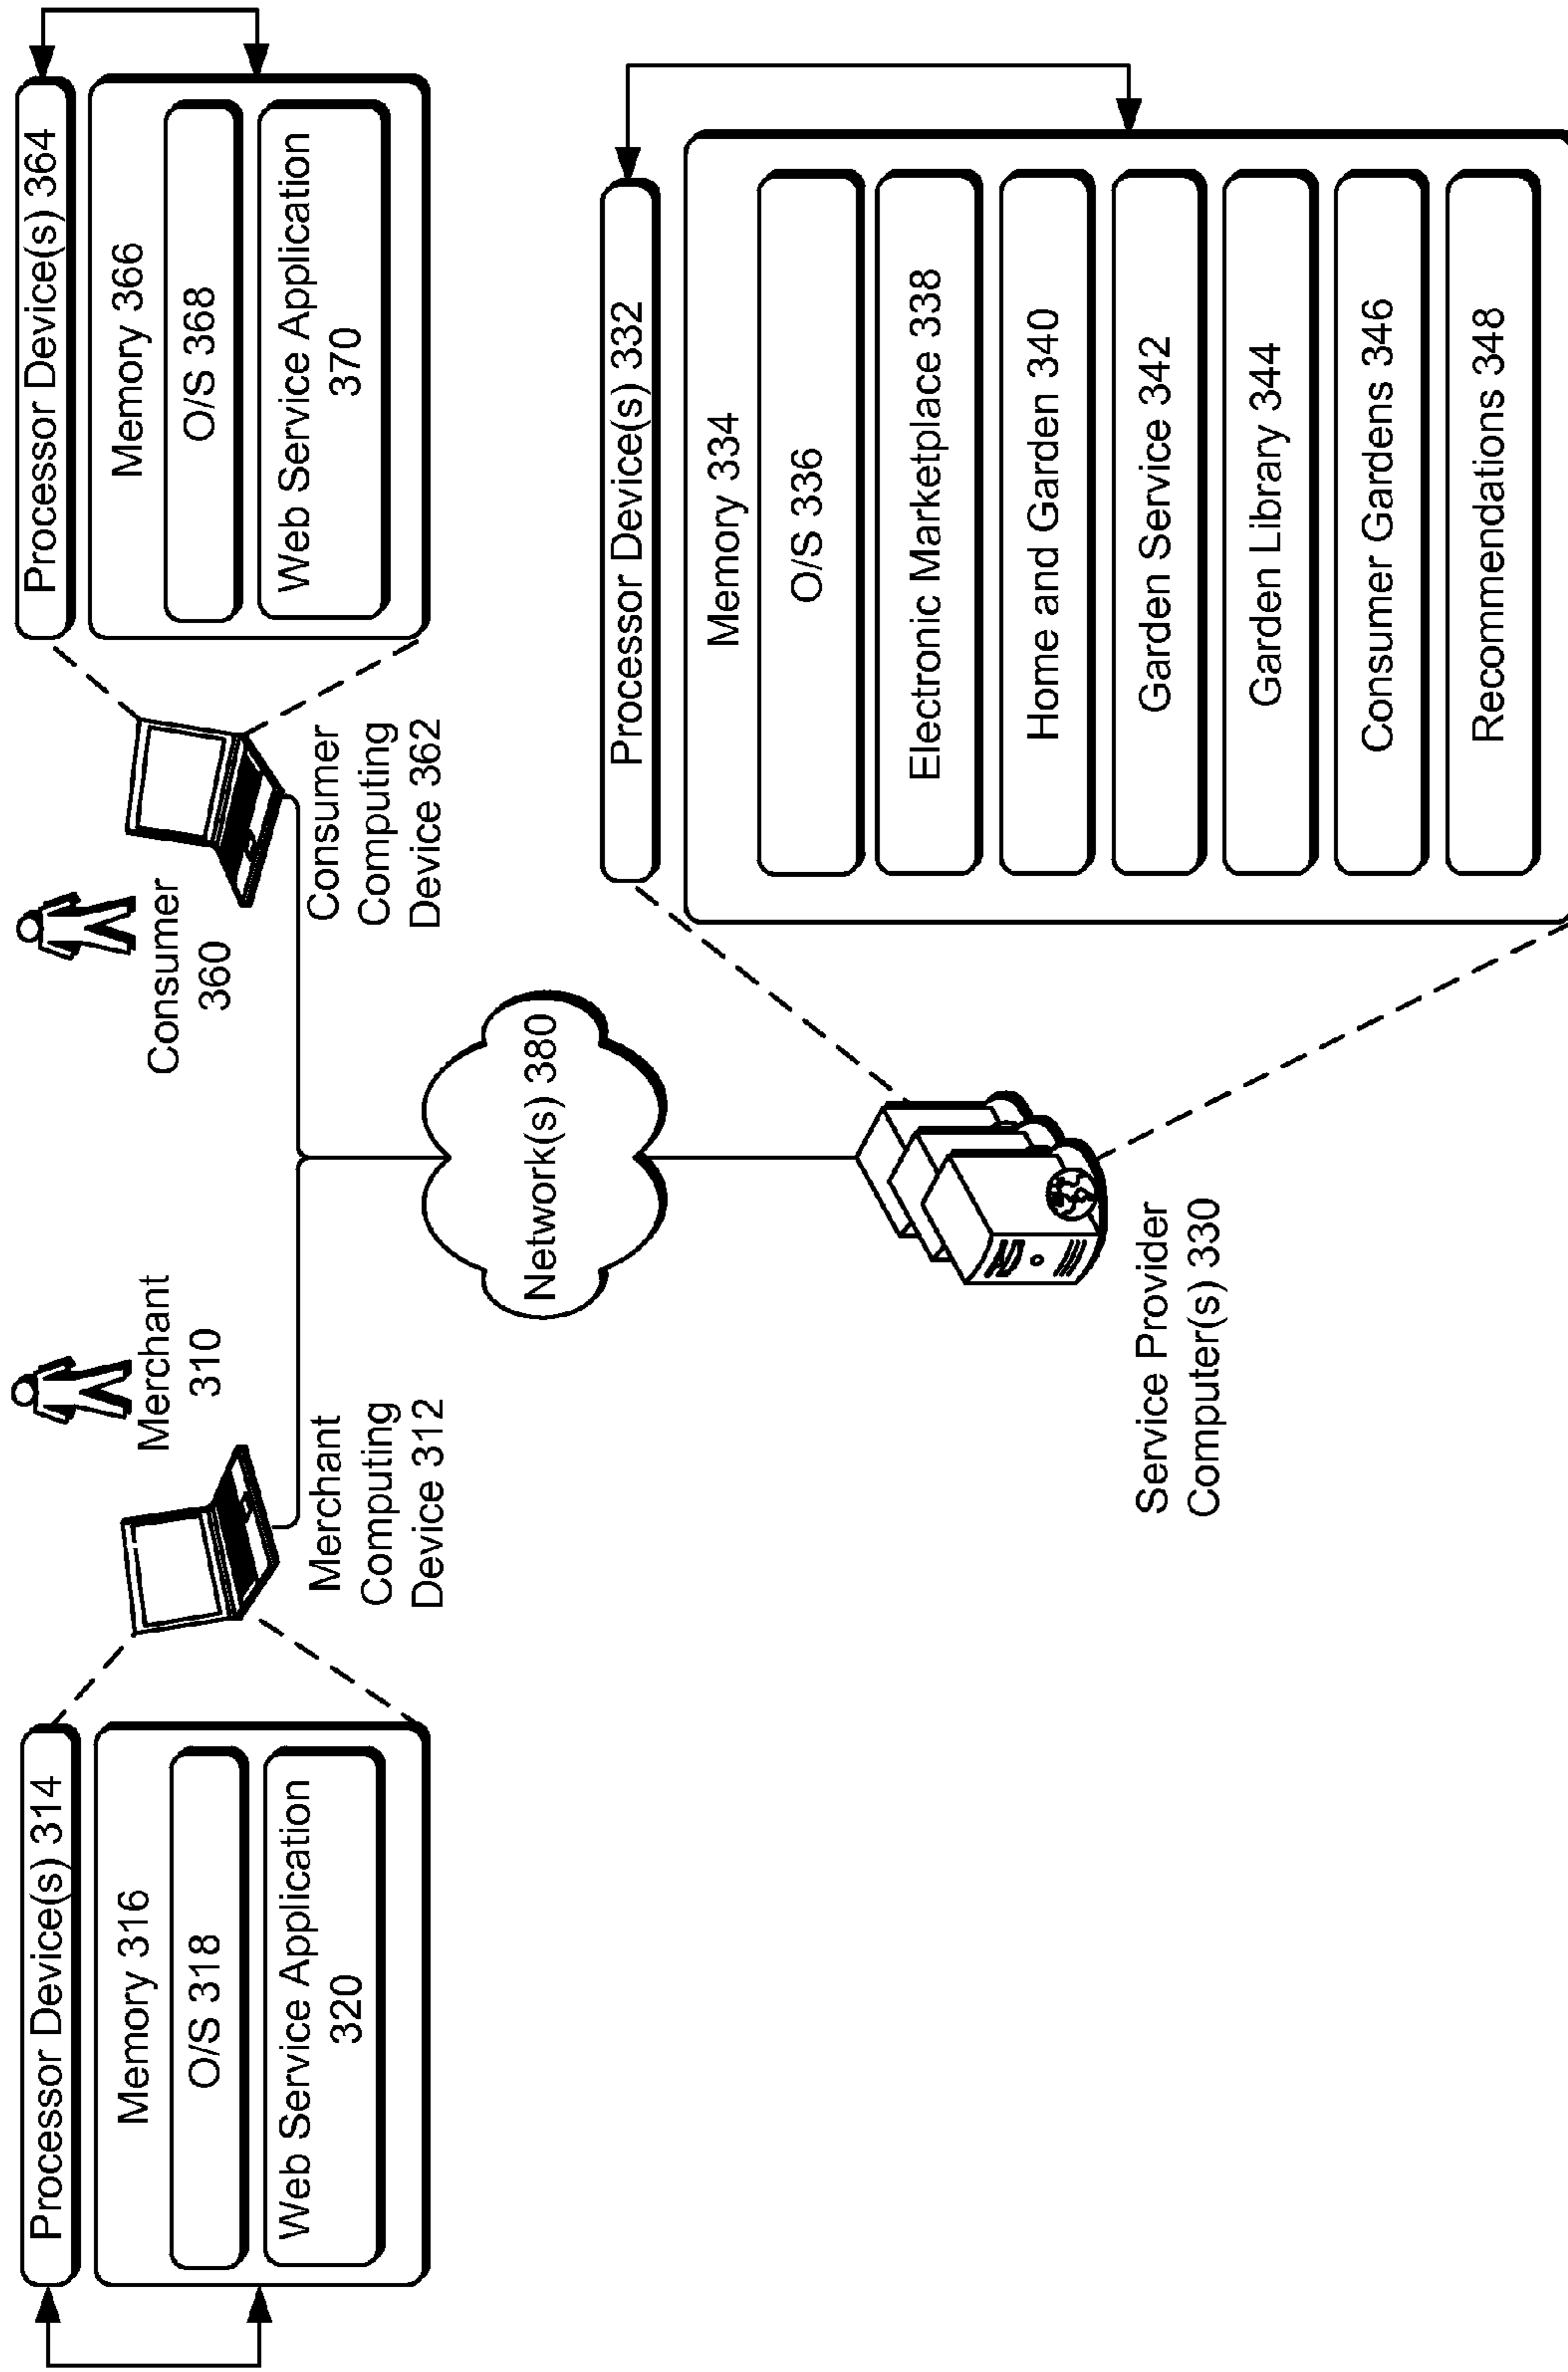 Processor Device(s) 314
Memory 316
O/S 318
Web Service Application
320
Merchant
310
Merchant
Computing
Device 312
Consumer
360
Consumer
Computing
Device 362
Processor Device(s) 364
Memory 366
O/S 368
Web Service Application
370
Network(s) 380
Service Provider
Computer(s) 330
Processor Device(s) 332
Memory 334
O/S 336
Electronic Marketplace 338
Home and Garden 340
Garden Service 342
Garden Library 344
Consumer Gardens 346
Recommendations 348